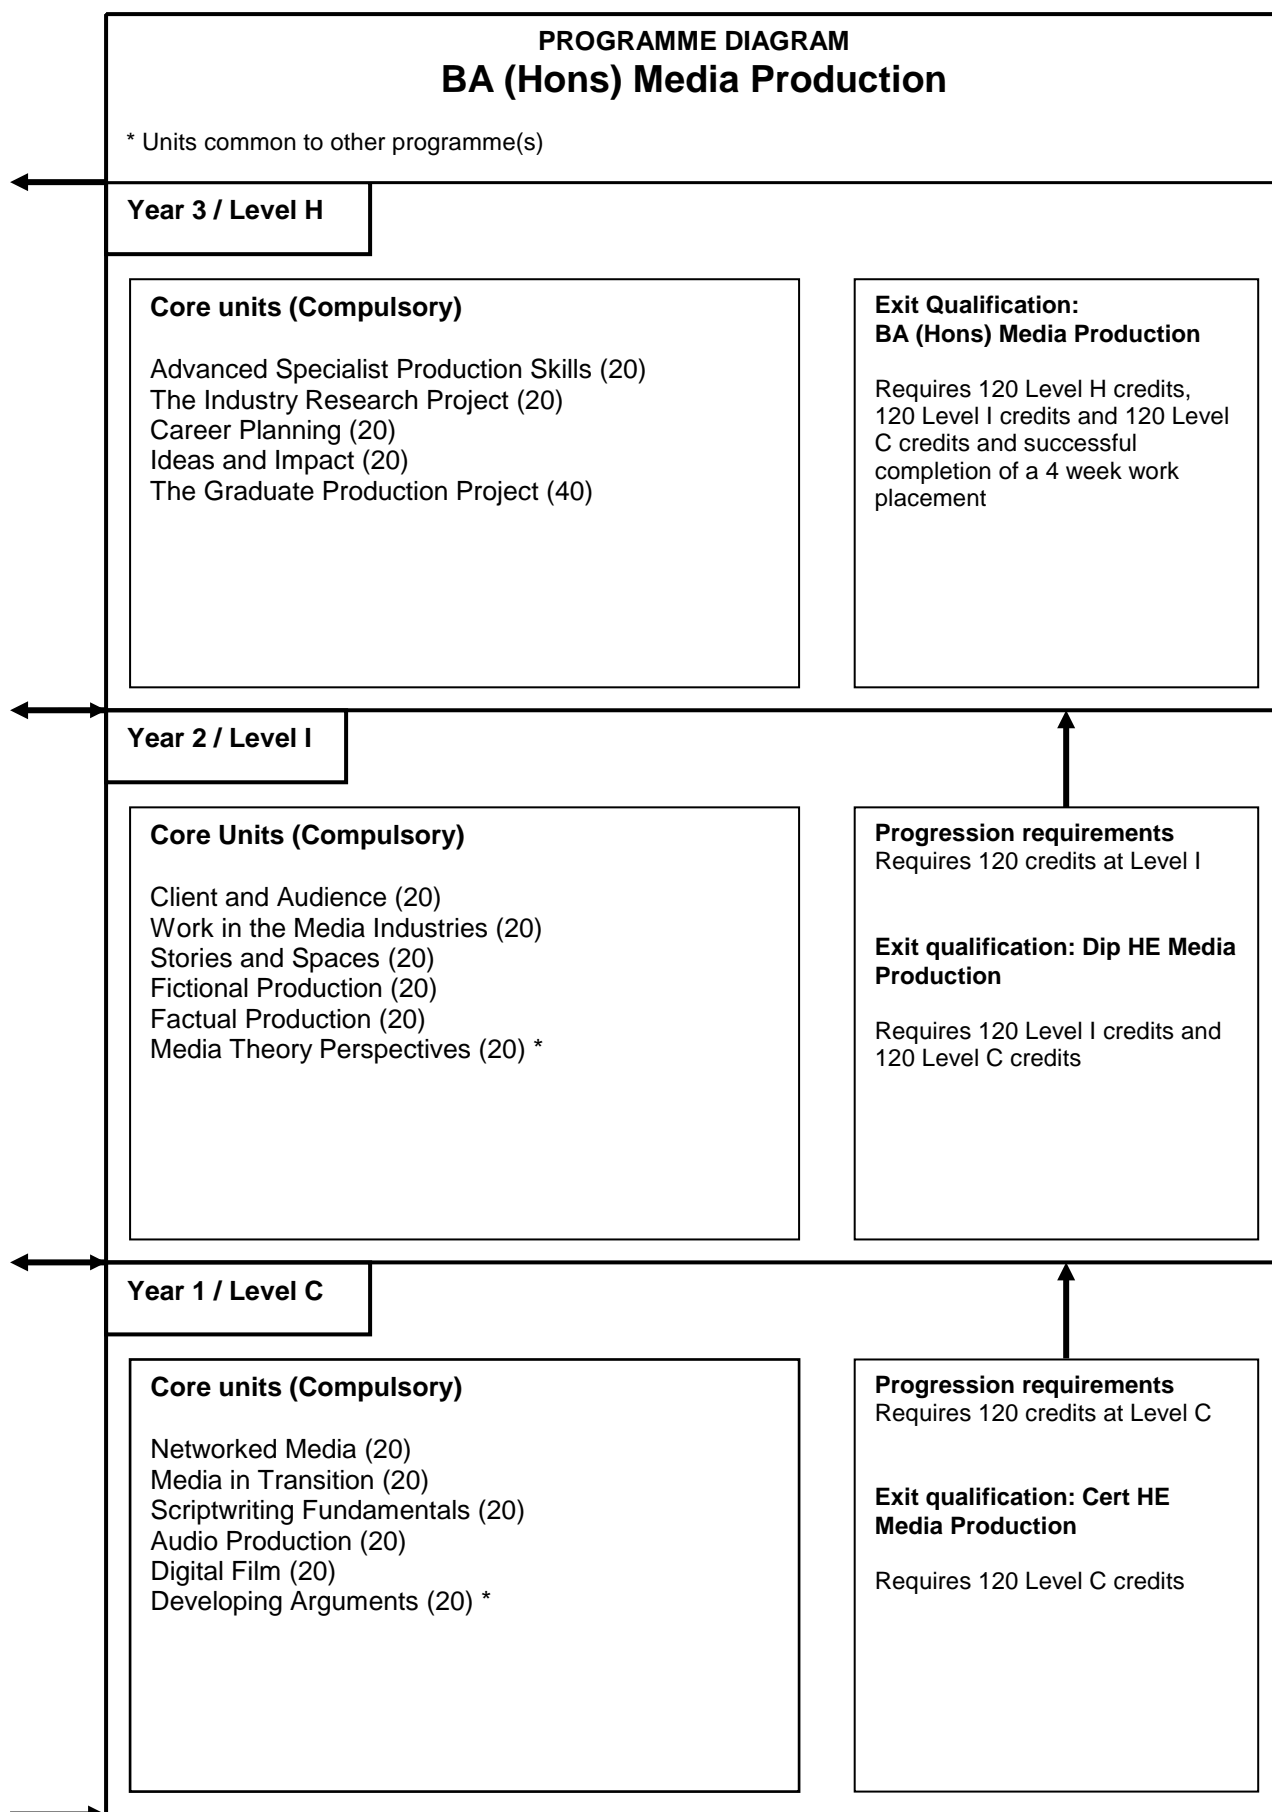 PROGRAMME DIAGRAM
BA (Hons) Media Production
* Units common to other programme(s)
Year 3 / Level H
Core units (Compulsory)
Advanced Specialist Production Skills (20)
The Industry Research Project (20)
Career Planning (20)
Ideas and Impact (20)
The Graduate Production Project (40)
Exit Qualification:
BA (Hons) Media Production
Requires 120 Level H credits,
120 Level I credits and 120 Level
C credits and successful
completion of a 4 week work
placement
Year 2 / Level I
Core Units (Compulsory)
Client and Audience (20)
Work in the Media Industries (20)
Stories and Spaces (20)
Fictional Production (20)
Factual Production (20)
Media Theory Perspectives (20) *
Progression requirements
Requires 120 credits at Level I
Exit qualification: Dip HE Media
Production
Requires 120 Level I credits and
120 Level C credits
Year 1 / Level C
Core units (Compulsory)
Networked Media (20)
Media in Transition (20)
Scriptwriting Fundamentals (20)
Audio Production (20)
Digital Film (20)
Developing Arguments (20) *
Progression requirements
Requires 120 credits at Level C
Exit qualification: Cert HE
Media Production
Requires 120 Level C credits